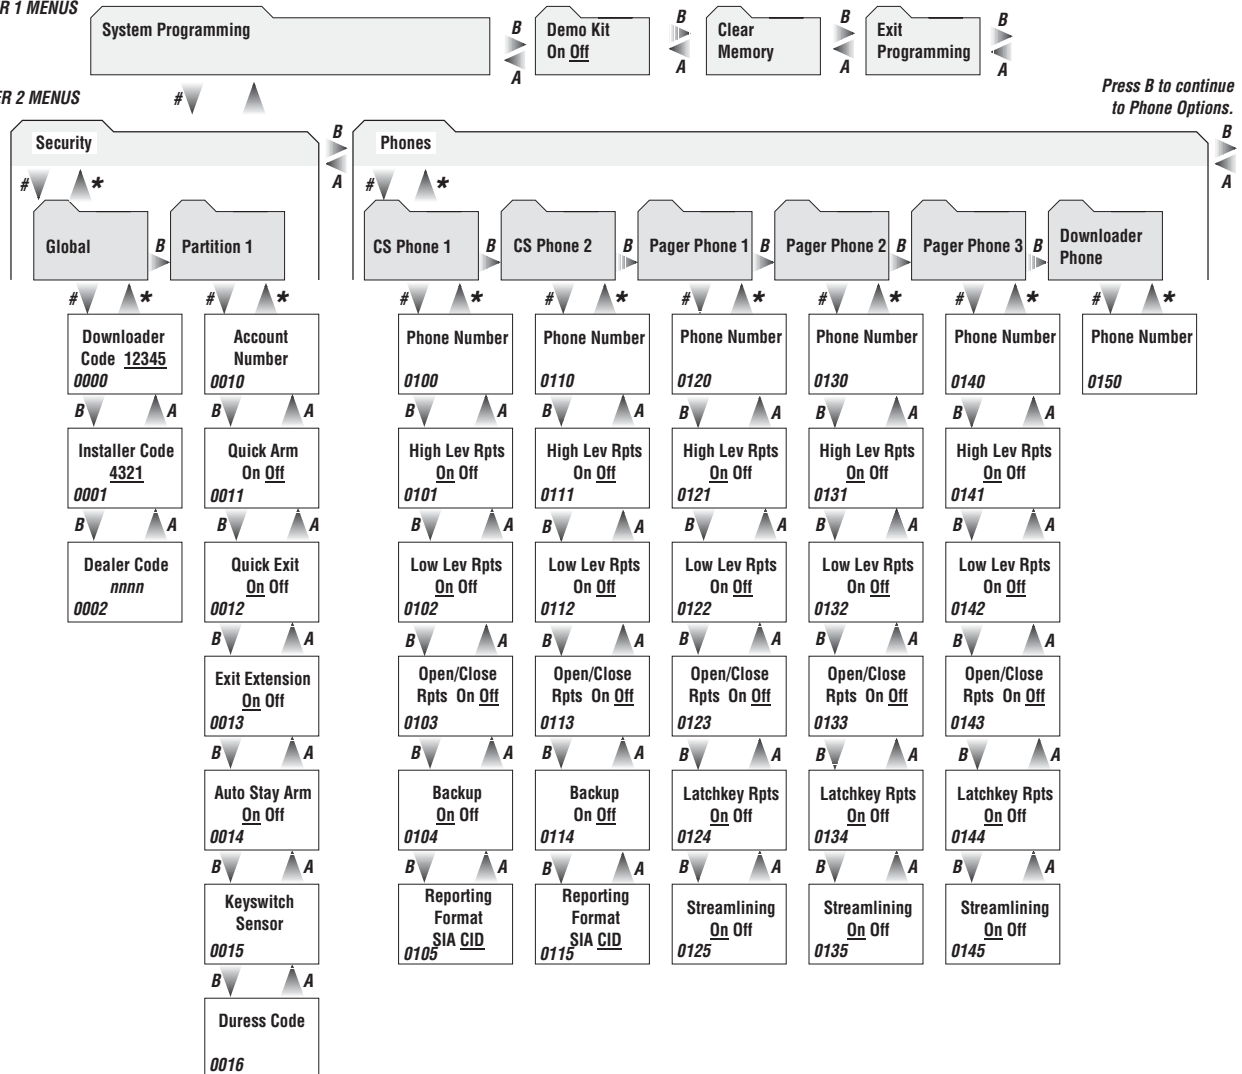 R 1 MENUS
System Programming
B
A
Demo Kit
On Off
B
A
Clear
Memory
B
A
Exit
Programming
B
A
Press B to continue
to Phone Options.
ER 2 MENUS
#
Security
B
A
Phones
B
A
# *
# *
Global
B
Partition 1
CS Phone 1
B
CS Phone 2
B
Pager Phone 1
B
Pager Phone 2
B
Pager Phone 3
B
Downloader
Phone
# *
# *
# *
# *
# *
# *
# *
# *
Downloader
Code 12345
0000
Account
Number
0010
Phone Number
0100
Phone Number
0110
Phone Number
0120
Phone Number
0130
Phone Number
0140
Phone Number
0150
B A
B A
B A
B A
B A
B A
B A
Installer Code
4321
0001
Quick Arm
On Off
0011
High Lev Rpts
On Off
0101
High Lev Rpts
On Off
0111
High Lev Rpts
On Off
0121
High Lev Rpts
On Off
0131
High Lev Rpts
On Off
0141
B A
B A
B A
B A
B A
B A
B A
Dealer Code
nnnn
0002
Quick Exit
On Off
0012
Low Lev Rpts
On Off
0102
Low Lev Rpts
On Off
0112
Low Lev Rpts
On Off
0122
Low Lev Rpts
On Off
0132
Low Lev Rpts
On Off
0142
B A
B A
B A
B A
B A
B A
Exit Extension
On Off
0013
Open/Close
Rpts On Off
0103
Open/Close
Rpts On Off
0113
Open/Close
Rpts On Off
0123
Open/Close
Rpts On Off
0133
Open/Close
Rpts On Off
0143
B A
B A
B A
B A
B A
B A
Auto Stay Arm
On Off
0014
Backup
On Off
0104
Backup
On Off
0114
Latchkey Rpts
On Off
0124
Latchkey Rpts
On Off
0134
Latchkey Rpts
On Off
0144
B A
B A
B A
B A
B A
B A
Keyswitch
Sensor
0015
Reporting
Format
SIA CID
0105
Reporting
Format
SIA CID
0115
Streamlining
On Off
0125
Streamlining
On Off
0135
Streamlining
On Off
0145
B A
Duress Code
0016